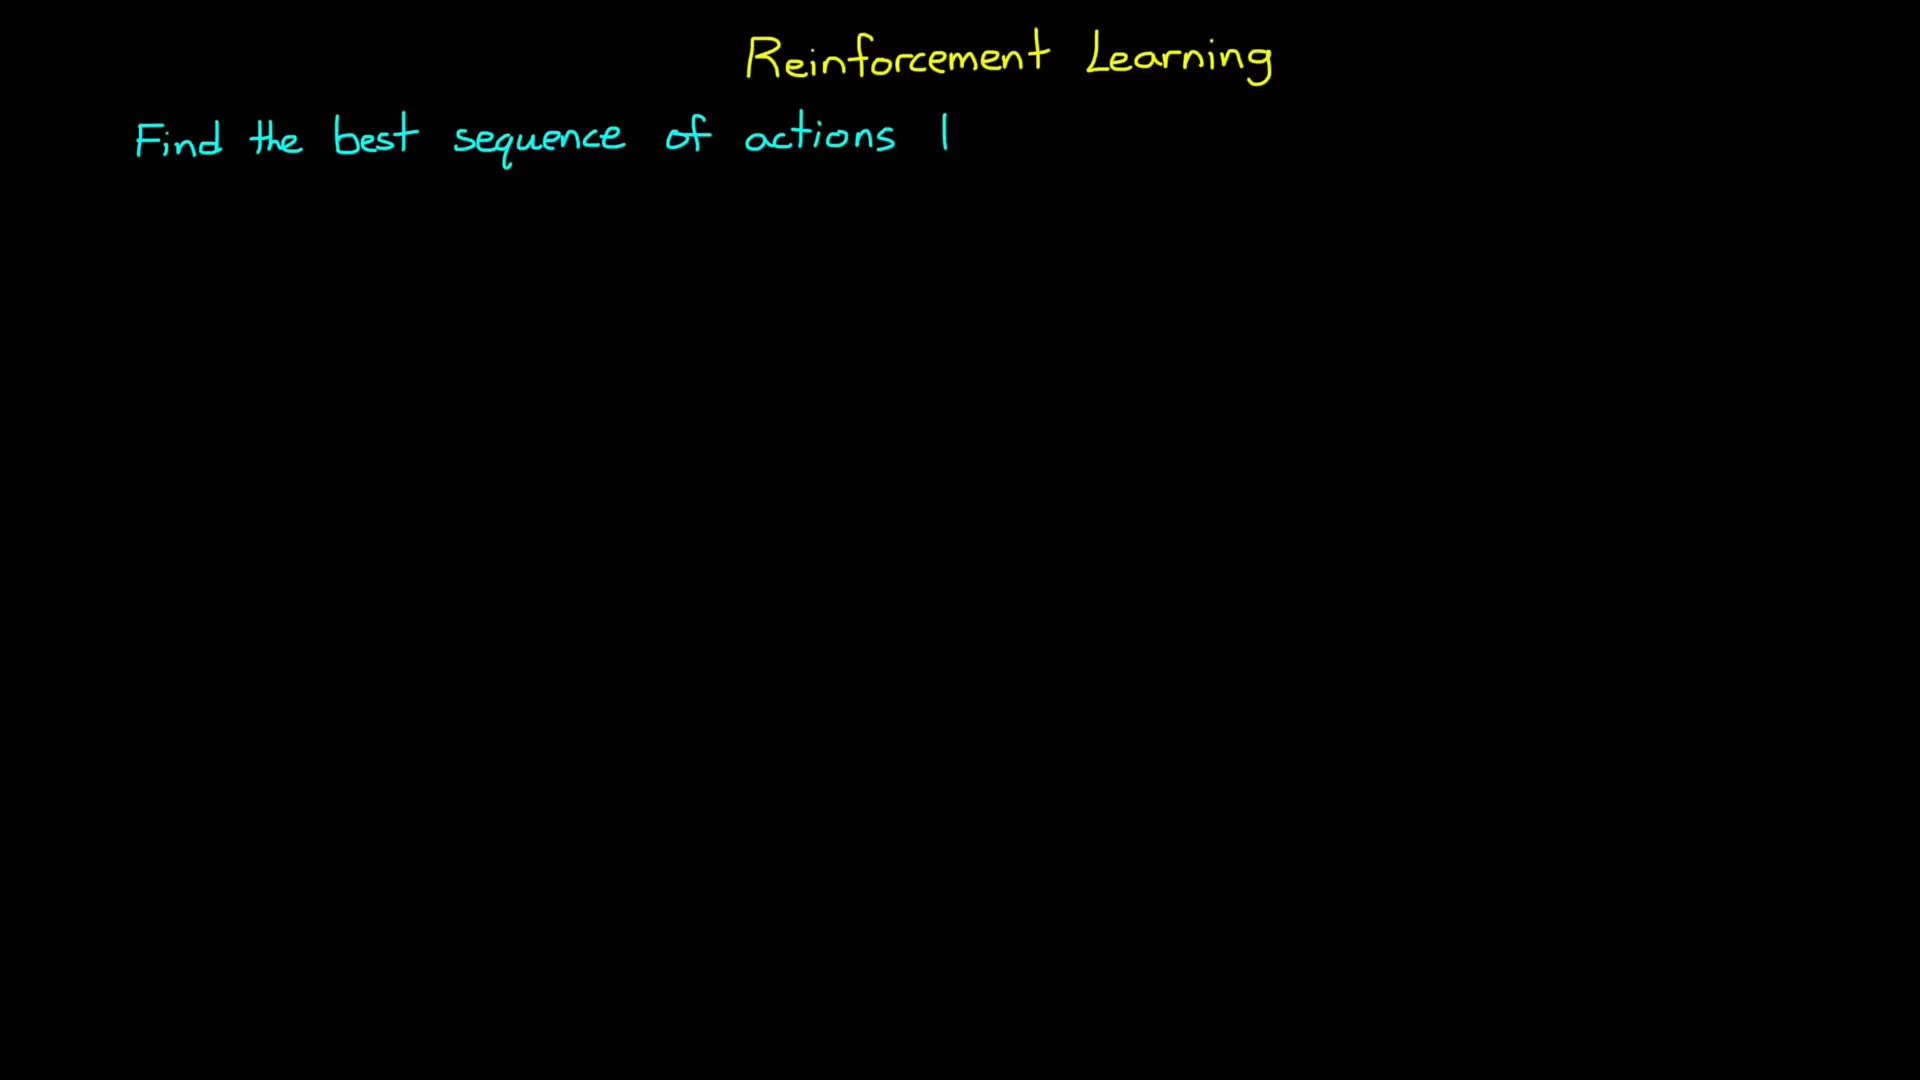 Reinforcement Learning
Find the best sequence of actions |